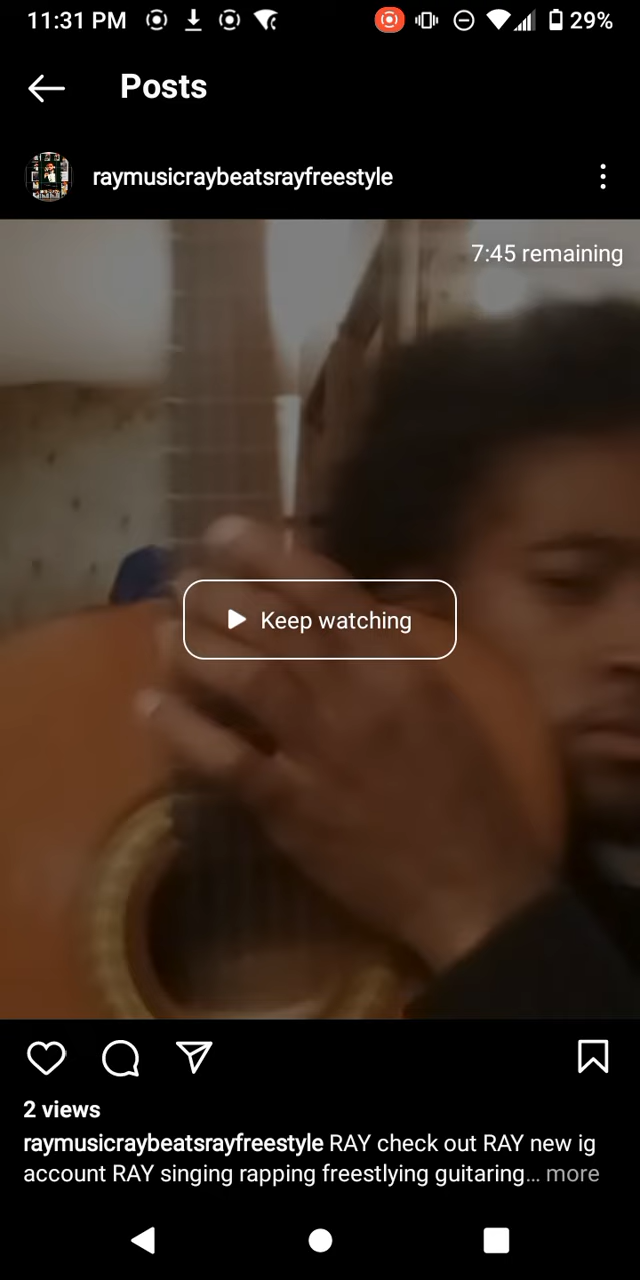 11:31 PM 29%
Posts
raymusicraybeatsrayfreestyle
7:45 remaining
Keep watching
2 views
raymusicraybeatsrayfreestyle RAY check out RAY new ig
account RAY singing rapping freestlying guitaring... more